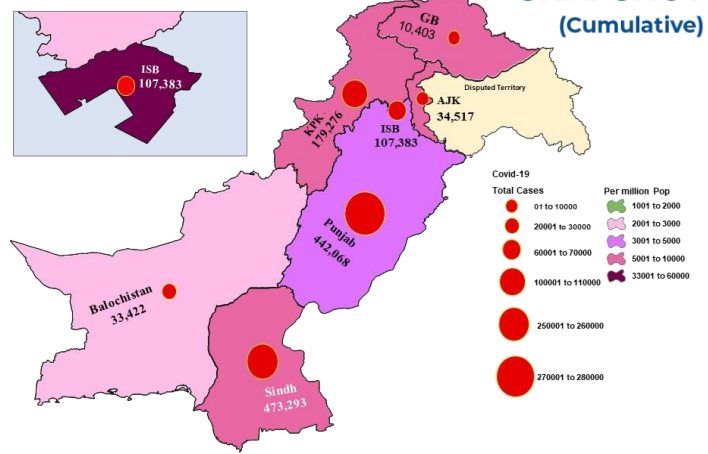 (Cumulative)
ISB
107,383
GB
10,403
Disputed Territory
AJK
34,517
KPK
179,276
ISB
107,383
Punjab
442,068
Balochistan
33,422
Sindh
473,293
Covid-19
Total Cases
01 to 10000
20001 to 30000
60001 to 70000
100001 to 110000
250001 to 260000
270001 to 280000
Per million Pop
1001 to 2000
2001 to 3000
3001 to 5000
5001 to 10000
33001 to 60000